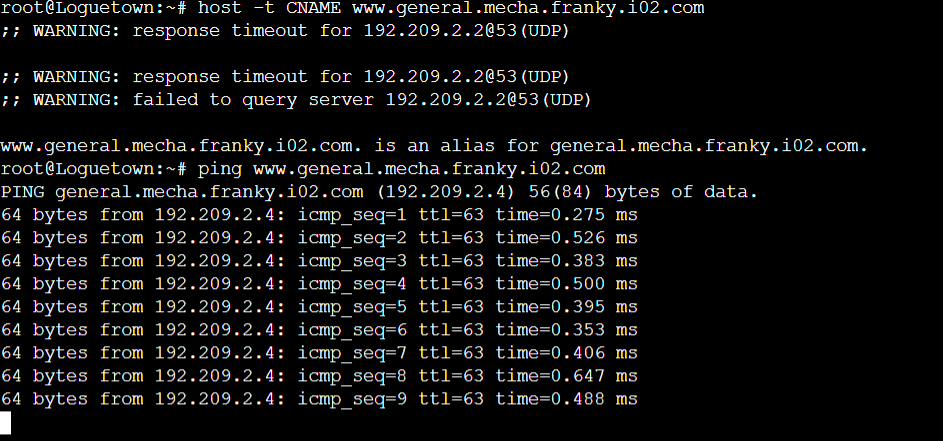 root@Loguetown:~# host -t CNAME www.general.mecha.franky.i02.com
;; WARNING: response timeout for 192.209.2.2@53(UDP)
;; WARNING: response timeout for 192.209.2.2@53(UDP)
;; WARNING: failed to query server 192.209.2.2@53(UDP)
www.general.mecha.franky.i02.com. is an alias for general.mecha.franky.i02.com.
root@Loguetown:~# ping www.general.mecha.franky.i02.com
PING general.mecha.franky.i02.com (192.209.2.4) 56(84) bytes of data.
64 bytes from 192.209.2.4: icmp_seq=1 ttl=63 time=0.275 ms
64 bytes from 192.209.2.4: icmp_seq=2 ttl=63 time=0.526 ms
64 bytes from 192.209.2.4: icmp_seq=3 ttl=63 time=0.383 ms
64 bytes from 192.209.2.4: icmp_seq=4 ttl=63 time=0.500 ms
64 bytes from 192.209.2.4: icmp_seq=5 ttl=63 time=0.395 ms
64 bytes from 192.209.2.4: icmp_seq=6 ttl=63 time=0.353 ms
64 bytes from 192.209.2.4: icmp_seq=7 ttl=63 time=0.406 ms
64 bytes from 192.209.2.4: icmp_seq=8 ttl=63 time=0.647 ms
64 bytes from 192.209.2.4: icmp_seq=9 ttl=63 time=0.488 ms